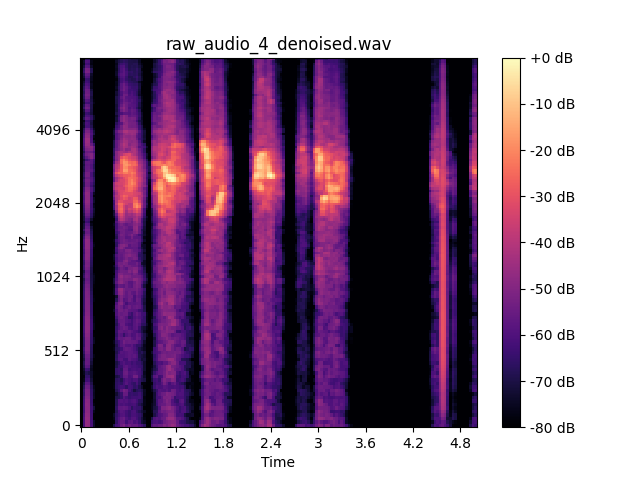 raw_audio_4_denoised.wav
+0 dB
4096
-10 dB
-20 dB
2048
-30 dB
Hz
-40 dB
1024
-50 dB
512
-60 dB
-70 dB
0
-80 dB
0 0.6 1.2 1.8 2.4 3 3.6 4.2 4.8
Time